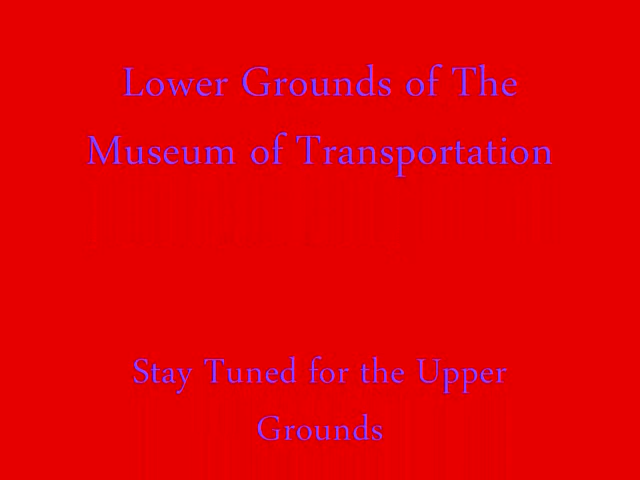 Lower Grounds of The
Museum of Transportation
Stay Tuned for the Upper
Grounds